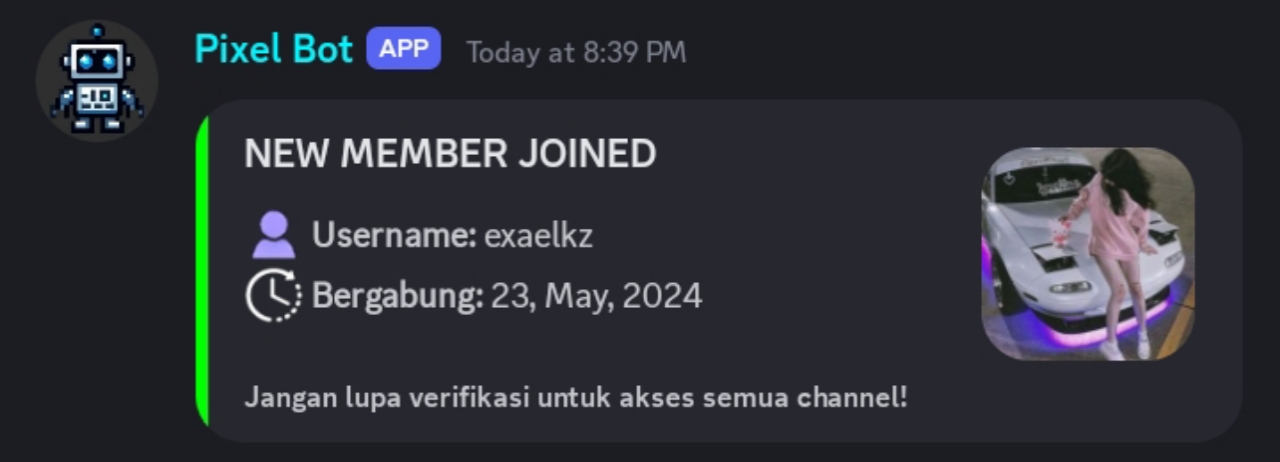 Pixel Bot APP Today at 8:39 PM
NEW MEMBER JOINED
Username: exaelkz
Bergabung: 23, May, 2024
Jangan lupa verifikasi untuk akses semua channel!